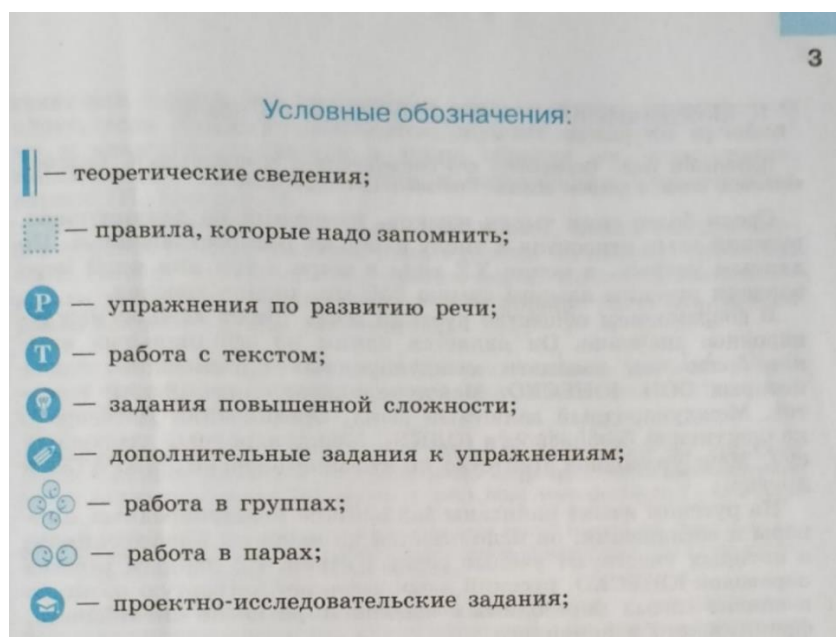 3
Условные обозначения:
— теоретические сведения;
— правила, которые надо запомнить;
Р — упражнения по развитию речи;
Т — работа с текстом;
— задания повышенной сложности;
— дополнительные задания к упражнениям;
— работа в группах;
— работа в парах;
— проектно-исследовательские задания;